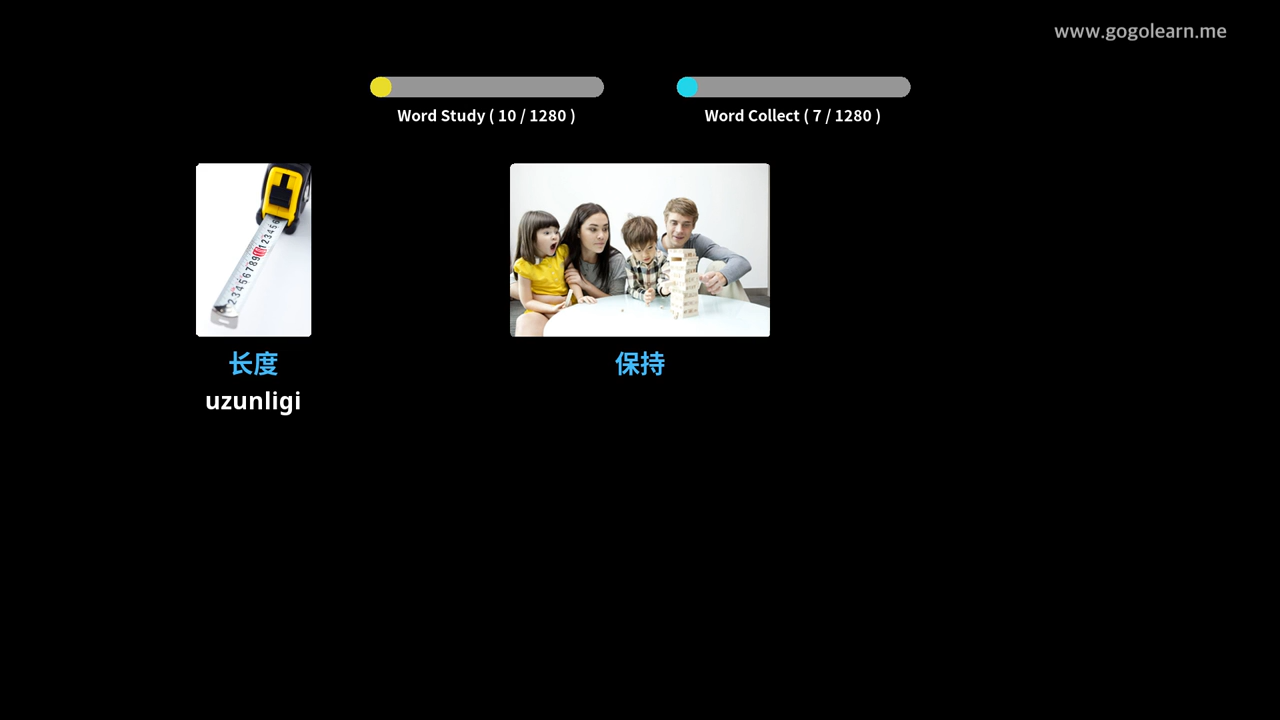 www.gogolearn.me
Word Study ( 10 / 1280 )
Word Collect ( 7 / 1280 )
长度
uzunligi
保持